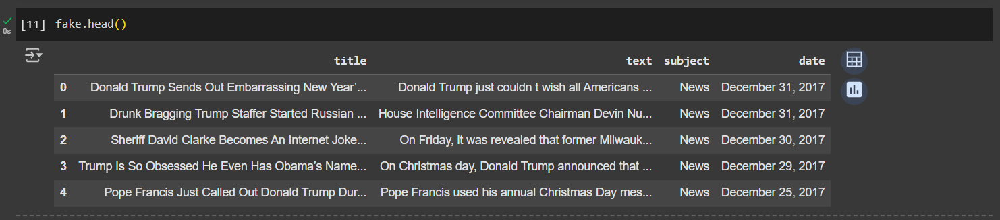 [11] fake.head()
0s
title text subject date
0 Donald Trump Sends Out Embarrassing New Year’... Donald Trump just couldn t wish all Americans ... News December 31, 2017
1 Drunk Bragging Trump Staffer Started Russian ... House Intelligence Committee Chairman Devin Nu... News December 31, 2017
2 Sheriff David Clarke Becomes An Internet Joke... On Friday, it was revealed that former Milwauk... News December 30, 2017
3 Trump Is So Obsessed He Even Has Obama’s Name... On Christmas day, Donald Trump announced that ... News December 29, 2017
4 Pope Francis Just Called Out Donald Trump Dur... Pope Francis used his annual Christmas Day mes... News December 25, 2017